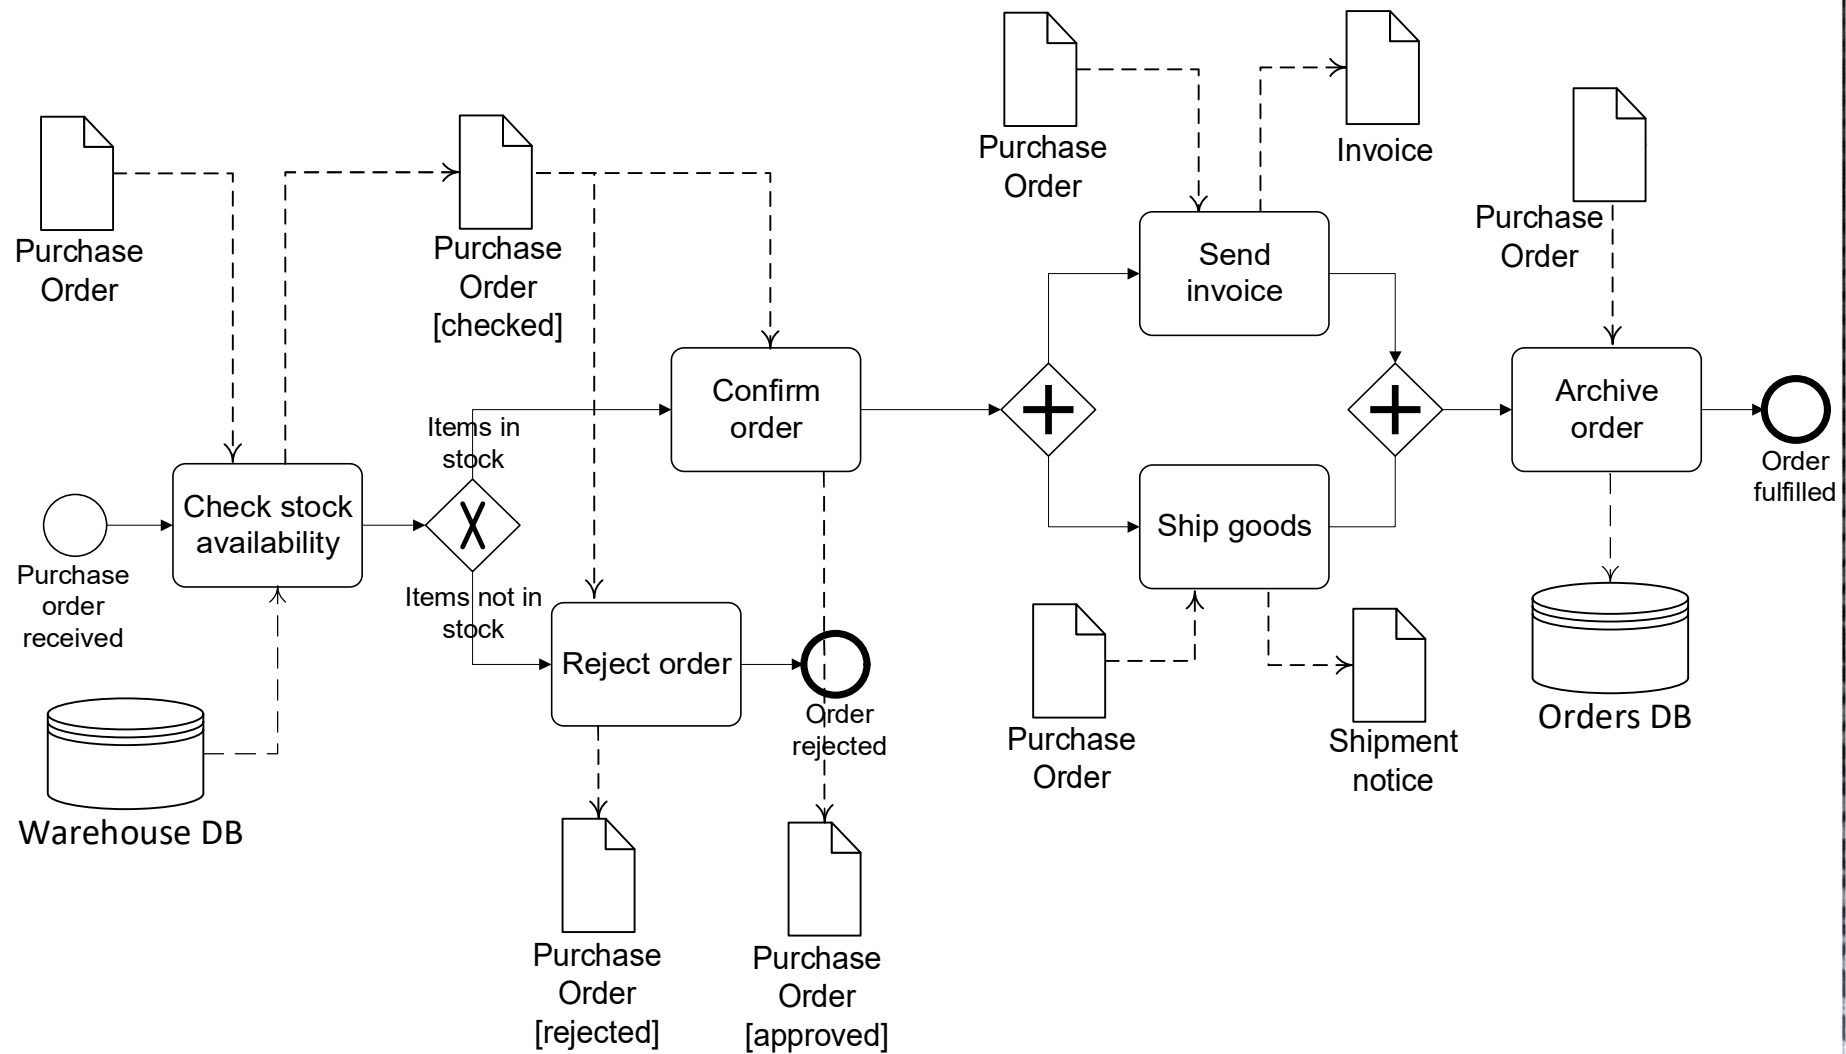 Purchase
Order
Purchase
Order
[checked]
Purchase
Order
Invoice
Purchase
Order
Send
invoice
Confirm
order
Archive
order
Items in
stock
Check stock
availability
X
Ship goods
Order
fulfilled
Purchase
order
received
Items not in
stock
Reject order
Order
rejected
Warehouse DB
Purchase
Order
Shipment
notice
Orders DB
Purchase
Order
[rejected]
Purchase
Order
[approved]